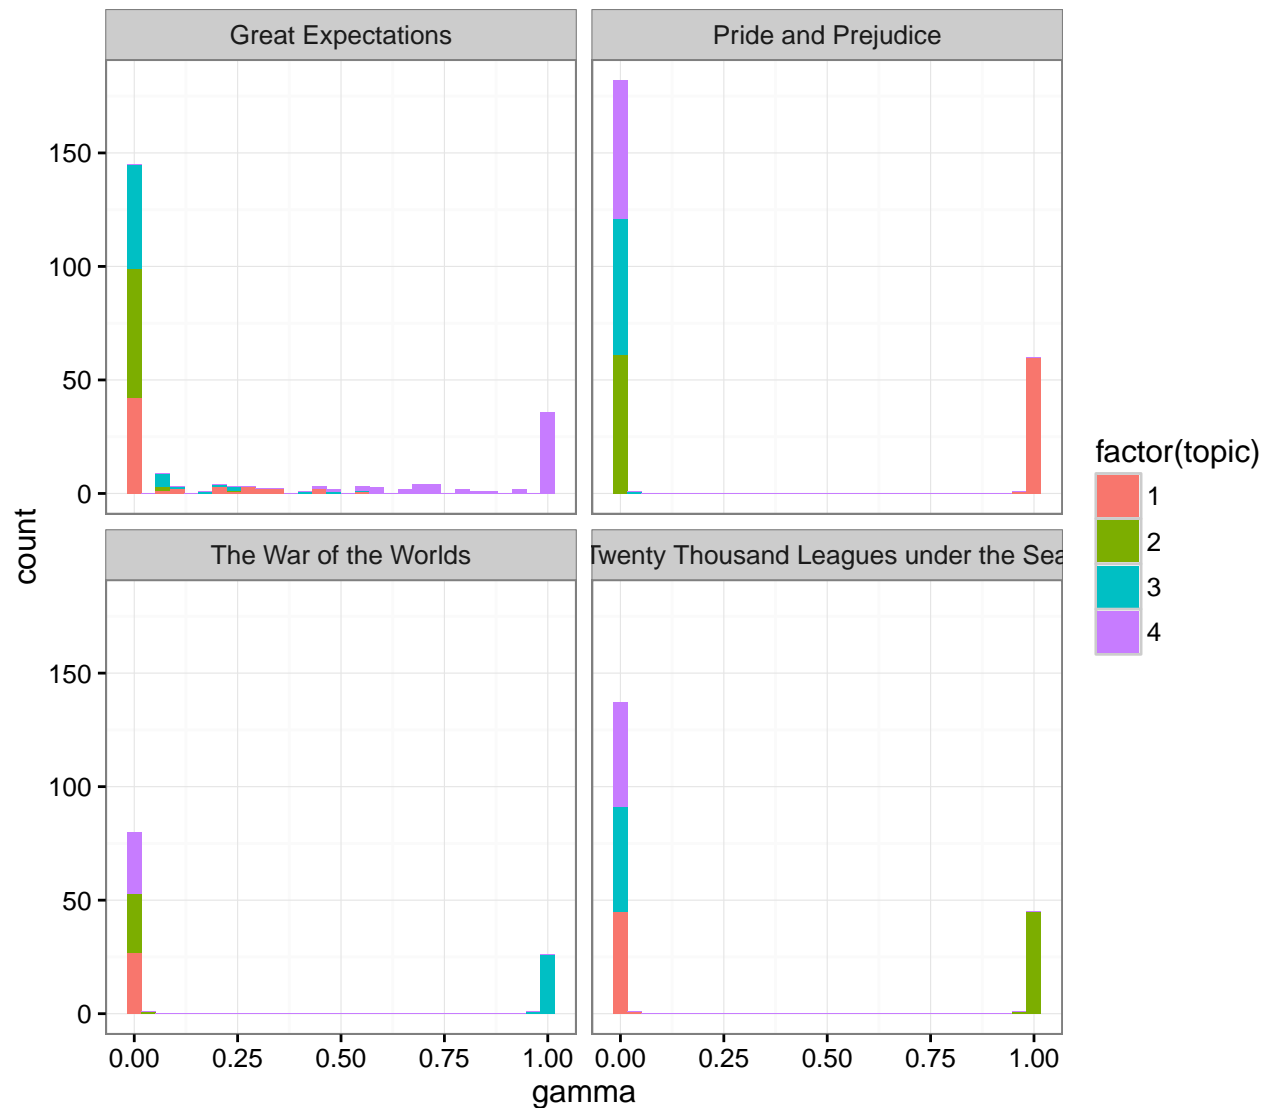 Great Expectations
Pride and Prejudice
150
100
50
0
The War of the Worlds
Twenty Thousand Leagues under the Sea
150
100
50
0
0.00 0.25 0.50 0.75 1.00
0.00 0.25 0.50 0.75 1.00
gamma
count
factor(topic)
1
2
3
4